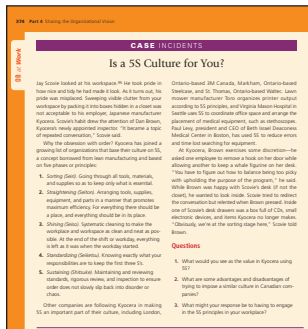 374 Part 4 Sharing the Organizational Vision
OB at Work
CASE INCIDENTS
Is a 5S Culture for You?
Jay Scovie looked at his workspace.⁹⁵ He took pride in
how nice and tidy he had made it look. As it turns out, his
pride was misplaced. Sweeping visible clutter from your
workspace by packing it into boxes hidden in a closet was
not acceptable to his employer, Japanese manufacturer
Kyocera. Scovie's habit drew the attention of Dan Brown,
Kyocera's newly appointed inspector. "It became a topic
of repeated conversation," Scovie said.
Why the obsession with order? Kyocera has joined a
growing list of organizations that base their culture on 5S,
a concept borrowed from lean manufacturing and based
on five phases or principles:
1. Sorting (Seiri). Going through all tools, materials,
and supplies so as to keep only what is essential.
2. Straightening (Seiton). Arranging tools, supplies,
equipment, and parts in a manner that promotes
maximum efficiency. For everything there should be
a place, and everything should be in its place.
3. Shining (Seiso). Systematic cleaning to make the
workplace and workspace as clean and neat as pos-
sible. At the end of the shift or workday, everything
is left as it was when the workday started.
4. Standardizing (Seiketsu). Knowing exactly what your
responsibilities are to keep the first three S's.
5. Sustaining (Shitsuke). Maintaining and reviewing
standards, rigorous review, and inspection to ensure
order does not slowly slip back into disorder or
chaos.
Other companies are following Kyocera in making
5S an important part of their culture, including London,
Ontario-based 3M Canada, Markham, Ontario-based
Steelcase, and St. Thomas, Ontario-based Waltec. Lawn
mower manufacturer Toro organizes printer output
according to 5S principles, and Virginia Mason Hospital in
Seattle uses 5S to coordinate office space and arrange the
placement of medical equipment, such as stethoscopes.
Paul Levy, president and CEO of Beth Israel Deaconess
Medical Center in Boston, has used 5S to reduce errors
and time lost searching for equipment.
At Kyocera, Brown exercises some discretion—he
asked one employee to remove a hook on her door while
allowing another to keep a whale figurine on her desk.
"You have to figure out how to balance being too picky
with upholding the purpose of the program," he said.
While Brown was happy with Scovie's desk (if not the
closet), he wanted to look inside. Scovie tried to redirect
the conversation but relented when Brown pressed. Inside
one of Scovie's desk drawers was a box full of CDs, small
electronic devices, and items Kyocera no longer makes.
"Obviously, we're at the sorting stage here," Scovie told
Brown.
Questions
1. What would you see as the value in Kyocera using
5S?
2. What are some advantages and disadvantages of
trying to impose a similar culture in Canadian com-
panies?
3. What might your response be to having to engage
in the 5S principles in your workplace?